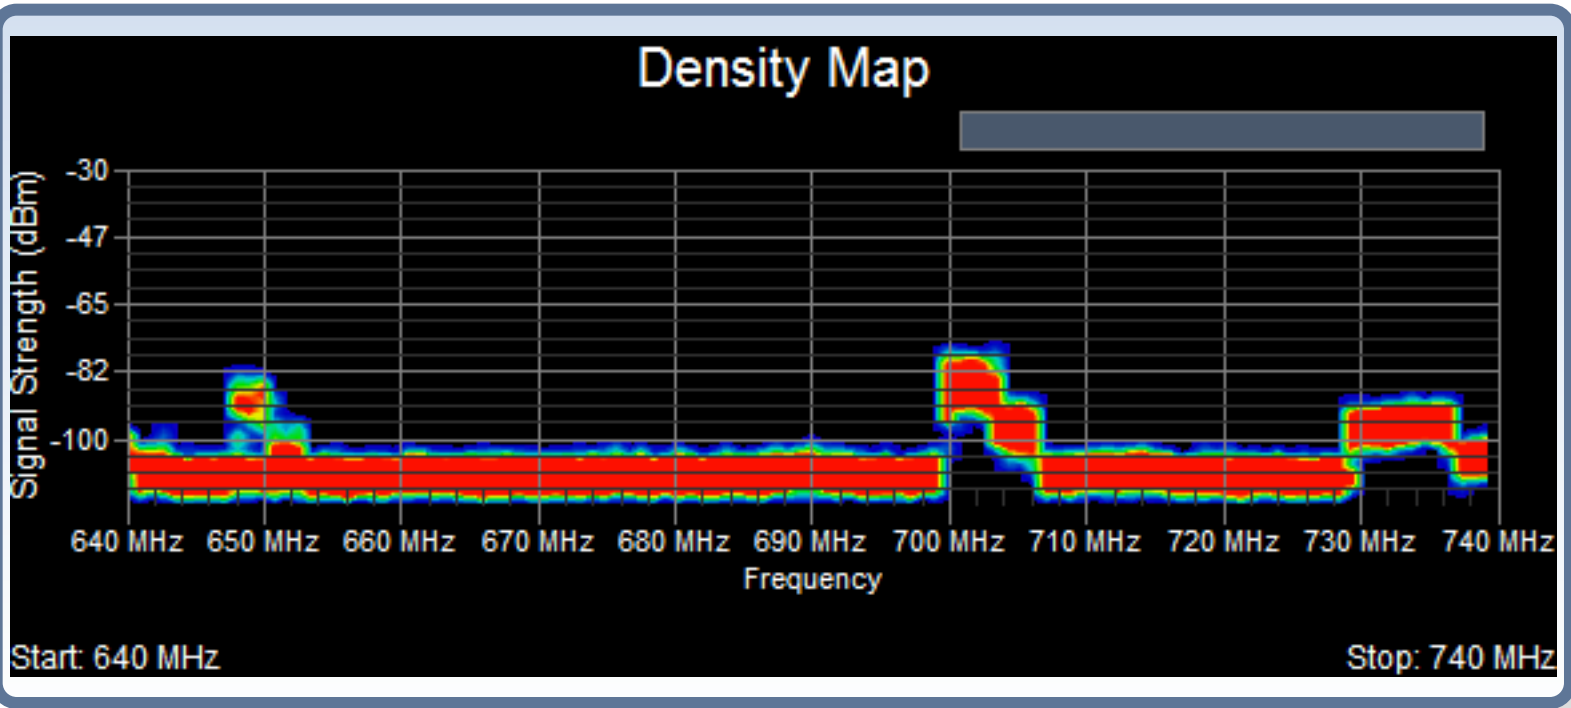 Density Map
Signal Strength (dBm)
-30
-47
-65
-82
-100
640 MHz 650 MHz 660 MHz 670 MHz 680 MHz 690 MHz 700 MHz 710 MHz 720 MHz 730 MHz 740 MHz
Frequency
Start: 640 MHz Stop: 740 MHz